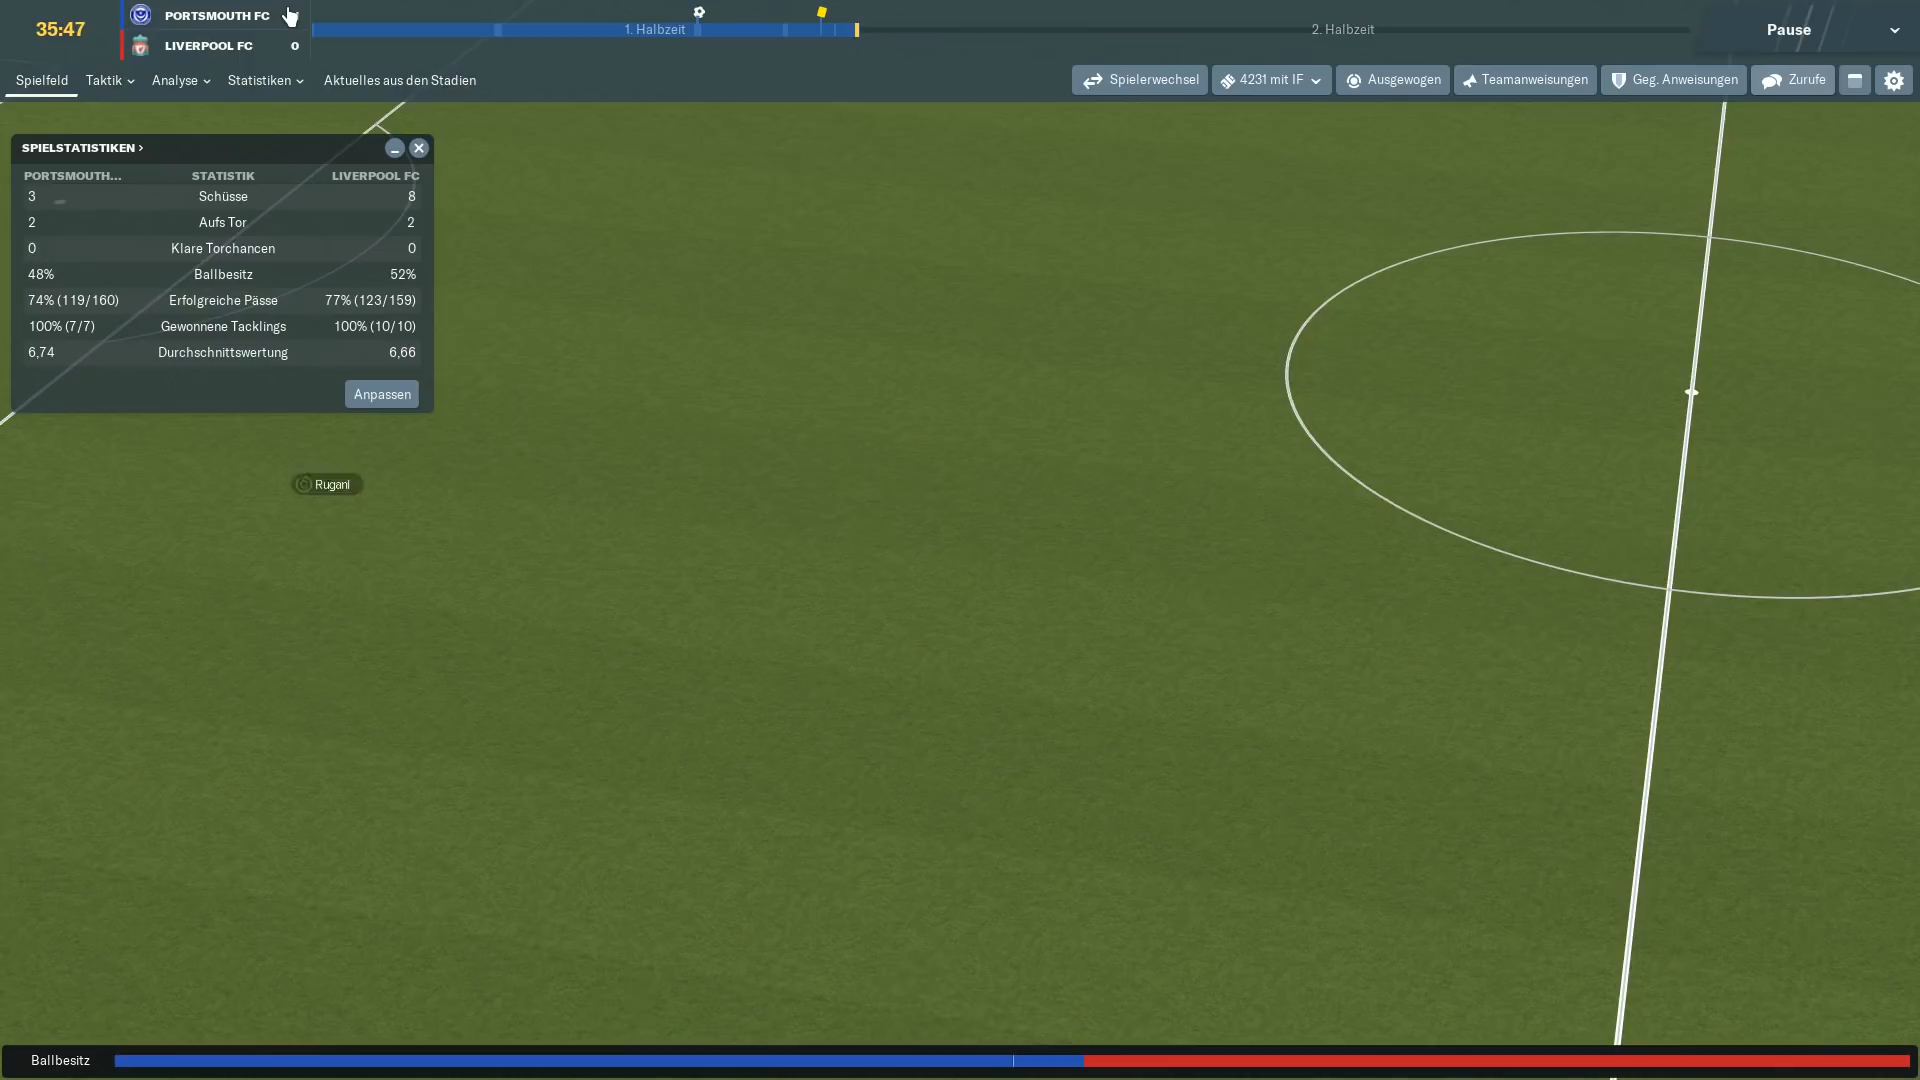 35:47
PORTSMOUTH FC
LIVERPOOL FC 0
1. Halbzeit
2. Halbzeit
Pause
Spielfeld Taktik Analyse Statistiken Aktuelles aus den Stadien
Spielerwechsel 4231 mit IF Ausgewogen Teamanweisungen Geg. Anweisungen Zurufe
SPIELSTATISTIKEN >
PORTSMOUTH... STATISTIK LIVERPOOL FC
3 Schüsse 8
2 Aufs Tor 2
0 Klare Torchancen 0
48% Ballbesitz 52%
74% (119/160) Erfolgreiche Pässe 77% (123/159)
100% (7/7) Gewonnene Tacklings 100% (10/10)
6,74 Durchschnittswertung 6,66
Anpassen
RuganI
Ballbesitz